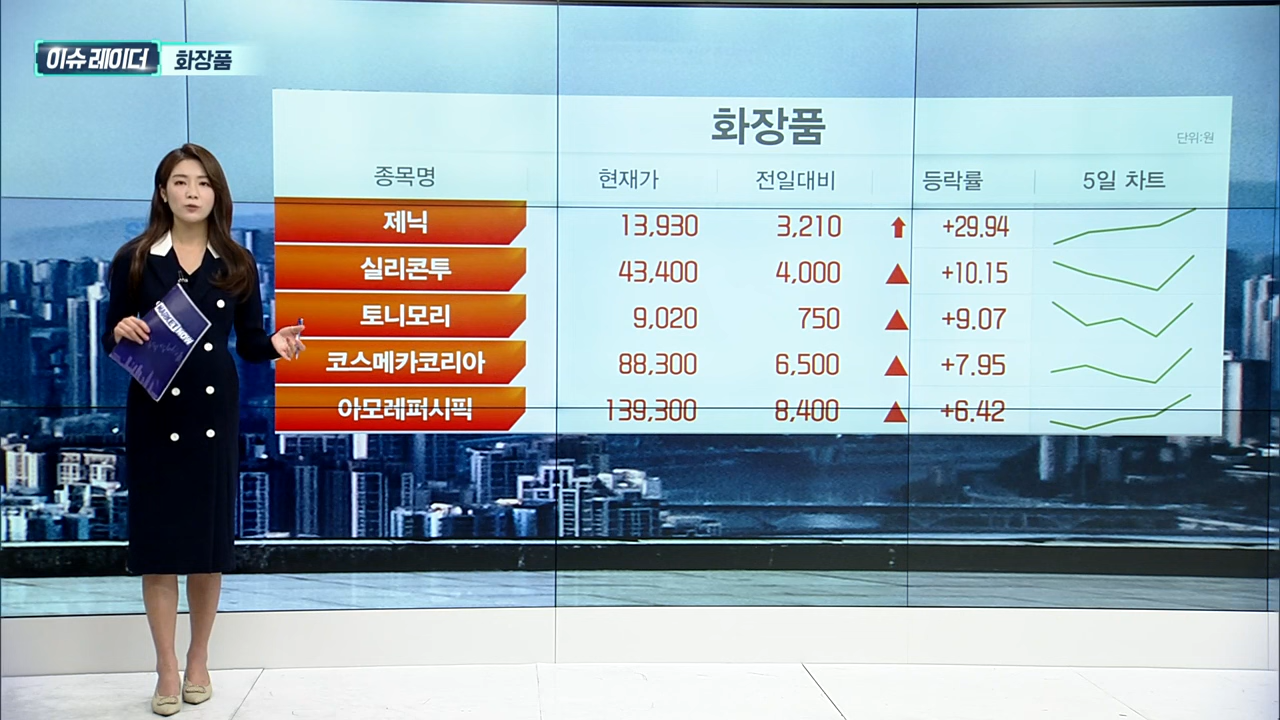 이슈레이더 화장품
화장품
단위:원
종목명 현재가 전일대비 등락률 5일 차트
제닉 13,930 3,210 +29.94
실리콘투 43,400 4,000 ▲ +10.15
토니모리 9,020 750 ▲ +9.07
코스메카코리아 88,300 6,500 ▲ +7.95
아모레퍼시픽 139,300 8,400 ▲ +6.42
MARKET NOW